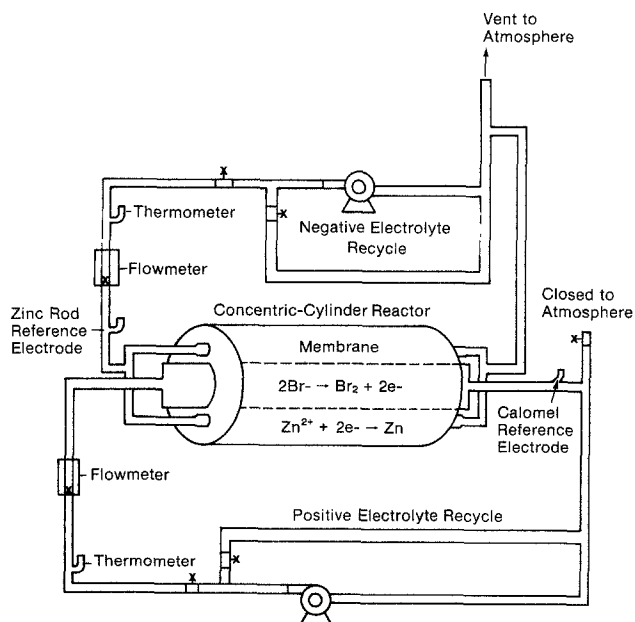 Vent to
Atmosphere
Thermometer
Negative Electrolyte
Recycle
Flowmeter
Zinc Rod
Reference
Electrode
Concentric-Cylinder Reactor
Closed to
Atmosphere
Membrane
2Br- → Br₂ + 2e-
Zn²⁺ + 2e- → Zn
Calomel
Reference
Electrode
Flowmeter
Positive Electrolyte Recycle
Thermometer